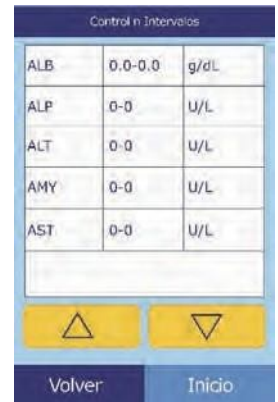 Control n Intervalos
ALB 0.0-0.0 g/dL
ALP 0-0 U/L
ALT 0-0 U/L
AMY 0-0 U/L
AST 0-0 U/L
Volver Inicio